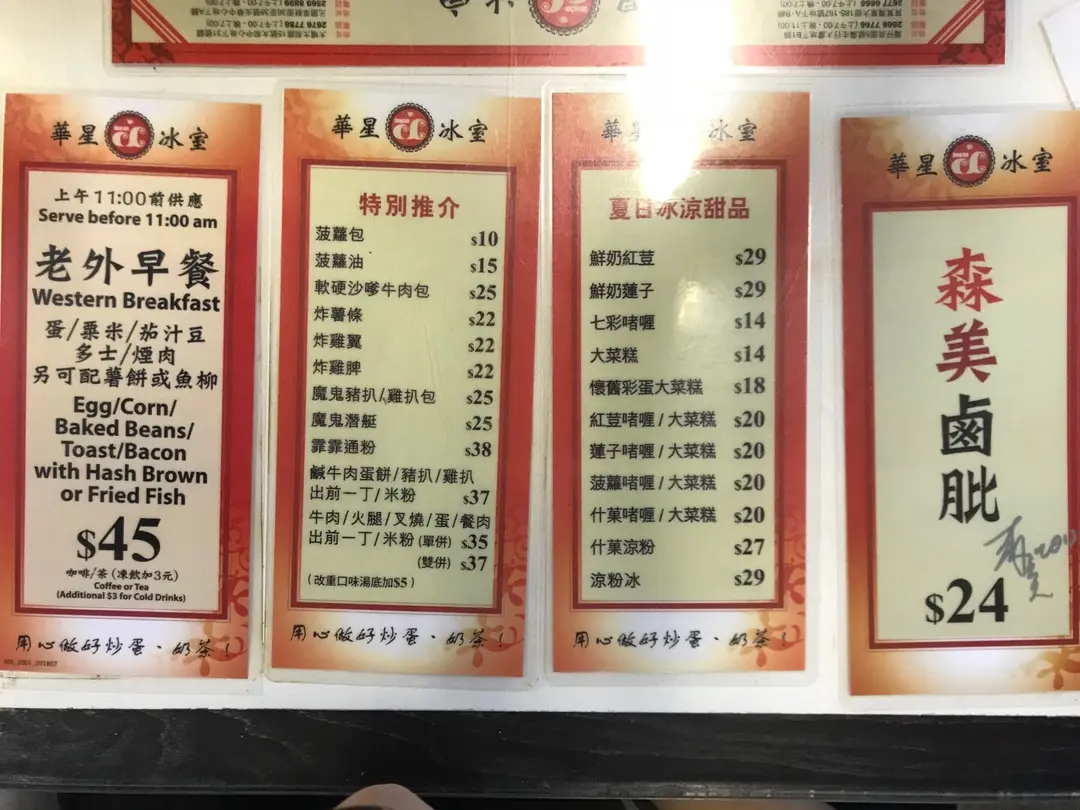 華星冰室
上午11:00前供應
Serve before 11:00 am
老外早餐
Western Breakfast
蛋/粟米/茄汁豆
多士/煙肉
另可配薯餅或魚柳
Egg/Corn/
Baked Beans/
Toast/Bacon
with Hash Brown
or Fried Fish
$45
咖啡/茶(凍飲加3元)
Coffee or Tea
(Additional $3 for Cold Drinks)
用心做好炒蛋、奶茶!
華星冰室
特別推介
菠蘿包 $10
菠蘿油 $15
軟硬沙嗲牛肉包 $25
炸薯條 $22
炸雞翼 $22
炸雞髀 $22
魔鬼豬扒/雞扒包 $25
魔鬼潛艇 $25
霏霏通粉 $38
鹹牛肉蛋餅/豬扒/雞扒
出前一丁/米粉 $37
牛肉/火腿/叉燒/蛋/餐肉
出前一丁/米粉(單併) $35
(雙併) $37
(改重口味湯底加$5)
用心做好炒蛋、奶茶!
華星冰室
夏日冰涼甜品
鮮奶紅荳 $29
鮮奶蓮子 $29
七彩啫喱 $14
大菜糕 $14
懷舊彩蛋大菜糕 $18
紅荳啫喱/大菜糕 $20
蓮子啫喱/大菜糕 $20
菠蘿啫喱/大菜糕 $20
什菓啫喱/大菜糕 $20
什菓涼粉 $27
涼粉冰 $29
用心做好炒蛋、奶茶!
華星冰室
森美鹵肶
$24